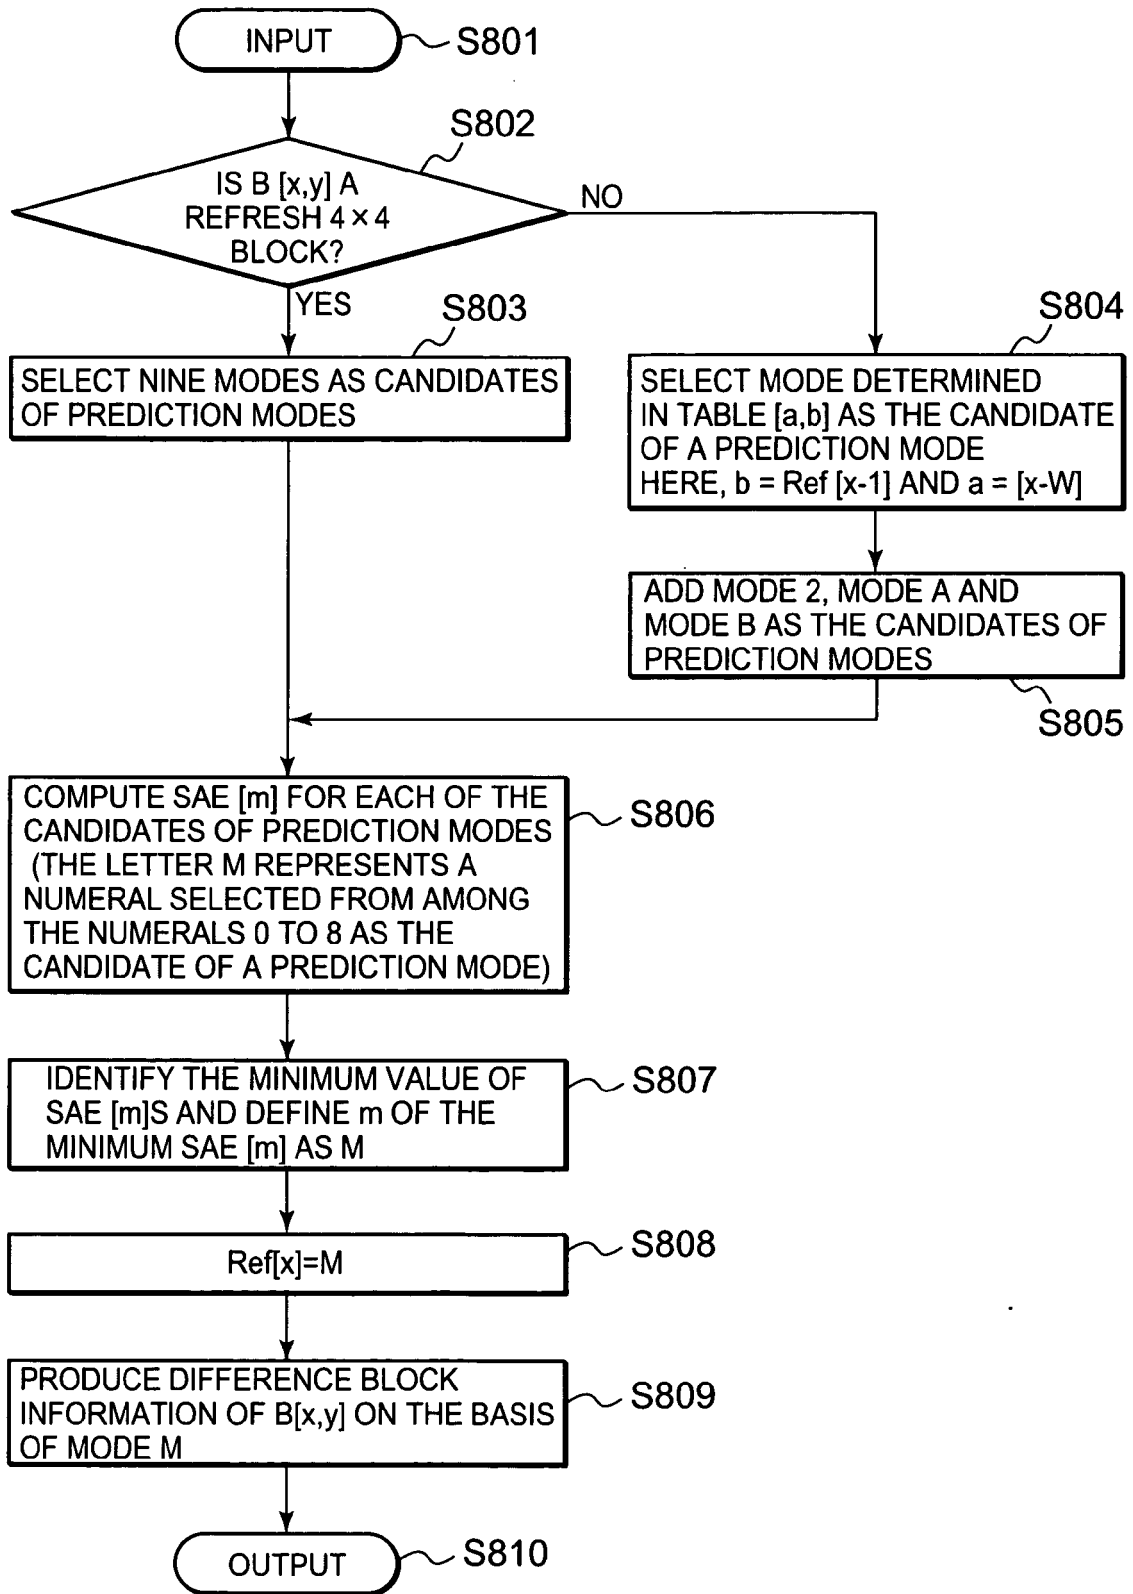 INPUT
S801
S802
IS B [x,y] A
REFRESH 4×4
BLOCK?
NO
YES
S803
SELECT NINE MODES AS CANDIDATES
OF PREDICTION MODES
S804
SELECT MODE DETERMINED
IN TABLE [a,b] AS THE CANDIDATE
OF A PREDICTION MODE
HERE, b = Ref [x-1] AND a = [x-W]
ADD MODE 2, MODE A AND
MODE B AS THE CANDIDATES OF
PREDICTION MODES
S805
COMPUTE SAE [m] FOR EACH OF THE
CANDIDATES OF PREDICTION MODES
(THE LETTER M REPRESENTS A
NUMERAL SELECTED FROM AMONG
THE NUMERALS 0 TO 8 AS THE
CANDIDATE OF A PREDICTION MODE)
S806
IDENTIFY THE MINIMUM VALUE OF
SAE [m]S AND DEFINE m OF THE
MINIMUM SAE [m] AS M
S807
Ref[x]=M
S808
PRODUCE DIFFERENCE BLOCK
INFORMATION OF B[x,y] ON THE BASIS
OF MODE M
S809
OUTPUT
S810